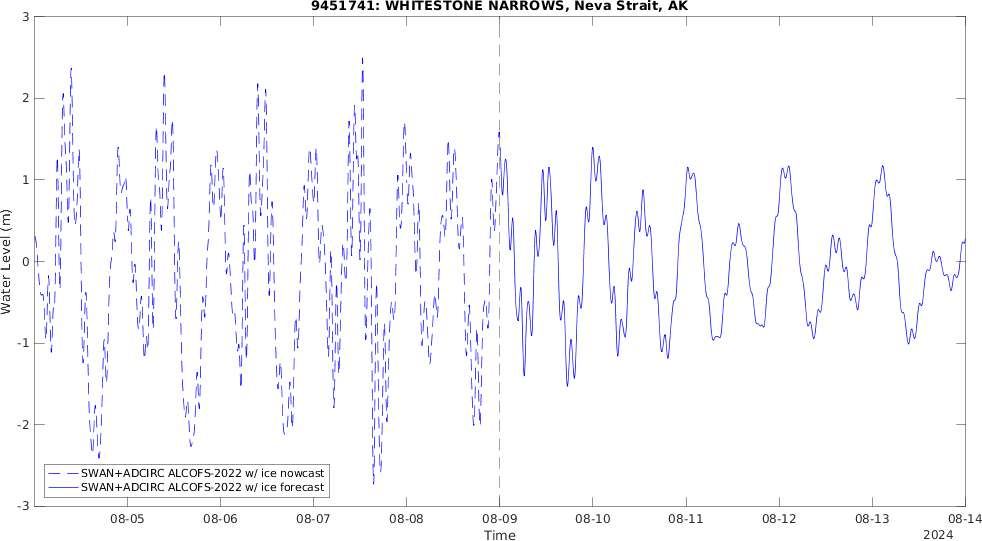 9451741: WHITESTONE NARROWS, Neva Strait, AK
3
2
1
0
-1
-2
-3
Water Level (m)
SWAN+ADCIRC ALCOFS-2022 w/ ice nowcast
SWAN+ADCIRC ALCOFS-2022 w/ ice forecast
08-05 08-06 08-07 08-08 08-09 08-10 08-11 08-12 08-13 08-14
Time
2024